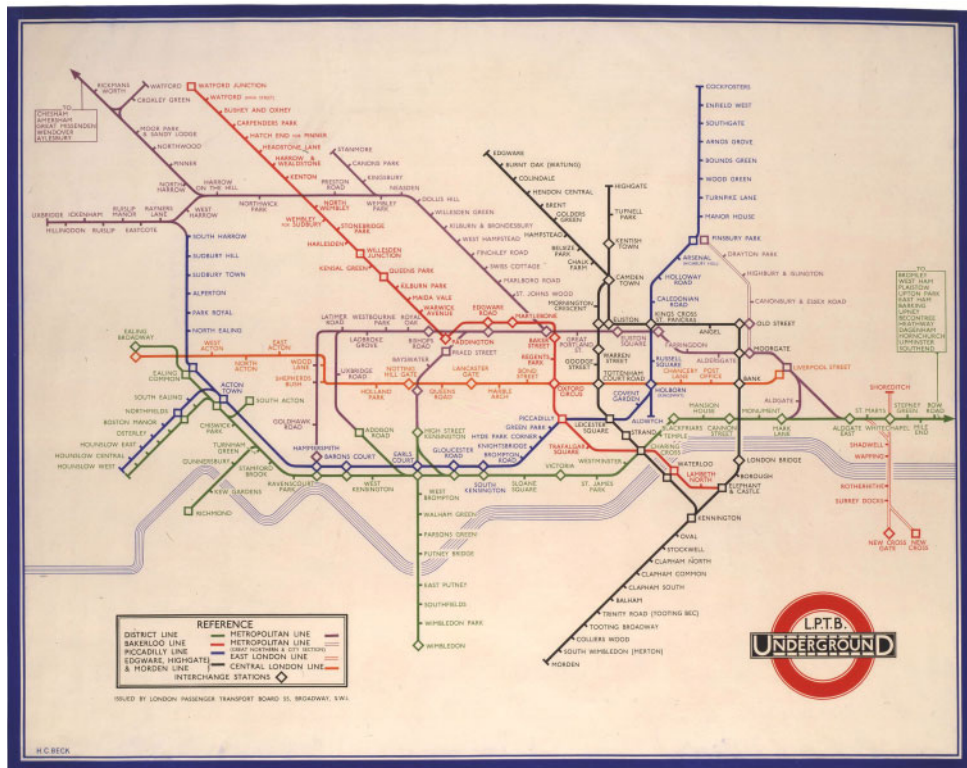 RICKMANS
WORTH
WATFORD
CROXLEY GREEN
TO
CHESHAM
AMERSHAM
GREAT MISSENDEN
WENDOVER
AYLESBURY
MOOR PARK
& SANDY LODGE
NORTHWOOD
PINNER
NORTH
HARROW
HARROW
ON THE HILL
NORTHWICK
PARK
PRESTON
ROAD
WEMBLEY
PARK
STANMORE
CANONS PARK
KINGSBURY
NEASDEN
DOLLIS HILL
WILLESDEN GREEN
KILBURN & BRONDESBURY
WEST HAMPSTEAD
FINCHLEY ROAD
SWISS COTTAGE
MARLBORO ROAD
ST. JOHNS WOOD
WATFORD JUNCTION
WATFORD (HIGH STREET)
BUSHEY AND OXHEY
CARPENDERS PARK
HATCH END FOR PINNER
HEADSTONE LANE
HARROW &
WEALDSTONE
KENTON
NORTH
WEMBLEY
WEMBLEY
FOR SUDBURY
STONEBRIDGE
PARK
HARLESDEN
WILLESDEN
JUNCTION
KENSAL GREEN
QUEENS PARK
KILBURN PARK
MAIDA VALE
WARWICK
AVENUE
EDGWARE
ROAD
MARYLEBONE
PADDINGTON
BAKER
STREET
REGENTS
PARK
UXBRIDGE
ICKENHAM
RUISLIP
MANOR
RAYNERS
LANE
WEST
HARROW
HILLINGDON
RUISLIP
EASTCOTE
SOUTH HARROW
SUDBURY HILL
SUDBURY TOWN
ALPERTON
PARK ROYAL
NORTH EALING
EALING
BROADWAY
EALING
COMMON
WEST
ACTON
NORTH
ACTON
EAST
ACTON
WOOD
LANE
SHEPHERDS
BUSH
HOLLAND
PARK
NOTTING
HILL GATE
QUEENS
ROAD
LANCASTER
GATE
MARBLE
ARCH
BOND
STREET
OXFORD
CIRCUS
LATIMER
ROAD
WESTBOURNE
PARK
ROYAL
OAK
LADBROKE
GROVE
BISHOPS
ROAD
PRAED STREET
BAYSWATER
UXBRIDGE
ROAD
GOLDHAWK
ROAD
HAMMERSMITH
ADDISON
ROAD
HIGH STREET
KENSINGTON
EDGWARE
BURNT OAK (WATLING)
COLINDALE
HENDON CENTRAL
BRENT
GOLDERS
GREEN
HAMPSTEAD
BELSIZE
PARK
CHALK
FARM
HIGHGATE
TUFNELL
PARK
KENTISH
TOWN
CAMDEN
TOWN
MORNINGTON
CRESCENT
EUSTON
GREAT
PORTLAND
ST.
EUSTON
SQUARE
WARREN
STREET
GOODGE
STREET
TOTTENHAM
COURT ROAD
LEICESTER
SQUARE
STRAND
CHARING
CROSS
COCKFOSTERS
ENFIELD WEST
SOUTHGATE
ARNOS GROVE
BOUNDS GREEN
WOOD GREEN
TURNPIKE LANE
MANOR HOUSE
FINSBURY PARK
ARSENAL
(HIGHBURY HILL)
HOLLOWAY
ROAD
CALEDONIAN
ROAD
KINGS CROSS
ST. PANCRAS
DRAYTON PARK
HIGHBURY & ISLINGTON
CANONBURY & ESSEX ROAD
OLD STREET
ANGEL
FARRINGDON
ALDERSGATE
MOORGATE
RUSSELL
SQUARE
CHANCERY LANE
POST
OFFICE
BANK
LIVERPOOL STREET
HOLBORN
(KINGSWAY)
COVENT
GARDEN
ALDWYCH
ALDGATE
MANSION
HOUSE
MONUMENT
BLACKFRIARS
CANNON
STREET
MARK
LANE
TEMPLE
ST MARYS
ALDGATE
EAST
WHITECHAPEL
STEPNEY
GREEN
MILE
END
BOW
ROAD
TO
BROMLEY
WEST HAM
PLAISTOW
UPTON PARK
EAST HAM
BARKING
UPNEY
BECONTREE
HEATHWAY
DAGENHAM
HORNCHURCH
UPMINSTER
SOUTHEND
SHOREDITCH
SHADWELL
WAPPING
ROTHERHITHE
SURREY DOCKS
NEW CROSS
GATE
NEW
CROSS
SOUTH EALING
NORTHFIELDS
BOSTON MANOR
OSTERLEY
HOUNSLOW EAST
HOUNSLOW CENTRAL
HOUNSLOW WEST
ACTON
TOWN
SOUTH ACTON
CHISWICK
PARK
TURNHAM
GREEN
GUNNERSBURY
KEW GARDENS
RICHMOND
STAMFORD
BROOK
RAVENSCOURT
PARK
BARONS COURT
WEST
KENSINGTON
EARLS
COURT
GLOUCESTER
ROAD
SOUTH
KENSINGTON
BROMPTON
ROAD
KNIGHTSBRIDGE
HYDE PARK CORNER
GREEN PARK
PICCADILLY
TRAFALGAR
SQUARE
SLOANE
SQUARE
VICTORIA
ST. JAMES
PARK
WESTMINSTER
WATERLOO
LAMBETH
NORTH
ELEPHANT
& CASTLE
BOROUGH
LONDON BRIDGE
KENNINGTON
OVAL
STOCKWELL
CLAPHAM NORTH
CLAPHAM COMMON
CLAPHAM SOUTH
BALHAM
TRINITY ROAD (TOOTING BEC)
TOOTING BROADWAY
COLLIERS WOOD
SOUTH WIMBLEDON (MERTON)
MORDEN
WEST
BROMPTON
WALHAM GREEN
PARSONS GREEN
PUTNEY BRIDGE
EAST PUTNEY
SOUTHFIELDS
WIMBLEDON PARK
WIMBLEDON
REFERENCE
DISTRICT LINE
BAKERLOO LINE
PICCADILLY LINE
EDGWARE, HIGHGATE
& MORDEN LINE
METROPOLITAN LINE
METROPOLITAN LINE
(GREAT NORTHERN & CITY SECTION)
EAST LONDON LINE
CENTRAL LONDON LINE
INTERCHANGE STATIONS
ISSUED BY LONDON PASSENGER TRANSPORT BOARD 55, BROADWAY, S.W.1.
L.P.T.B.
UNDERGROUND
H.C.BECK